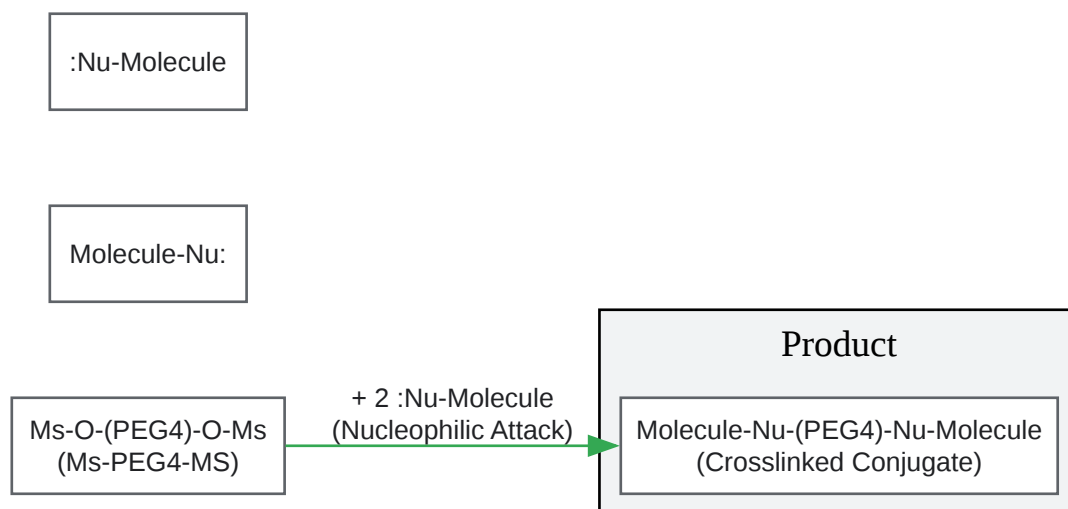 :Nu-Molecule
Molecule-Nu:
Product
+ 2 :Nu-Molecule
(Nucleophilic Attack)
Ms-O-(PEG4)-O-Ms
(Ms-PEG4-MS)
Molecule-Nu-(PEG4)-Nu-Molecule
(Crosslinked Conjugate)